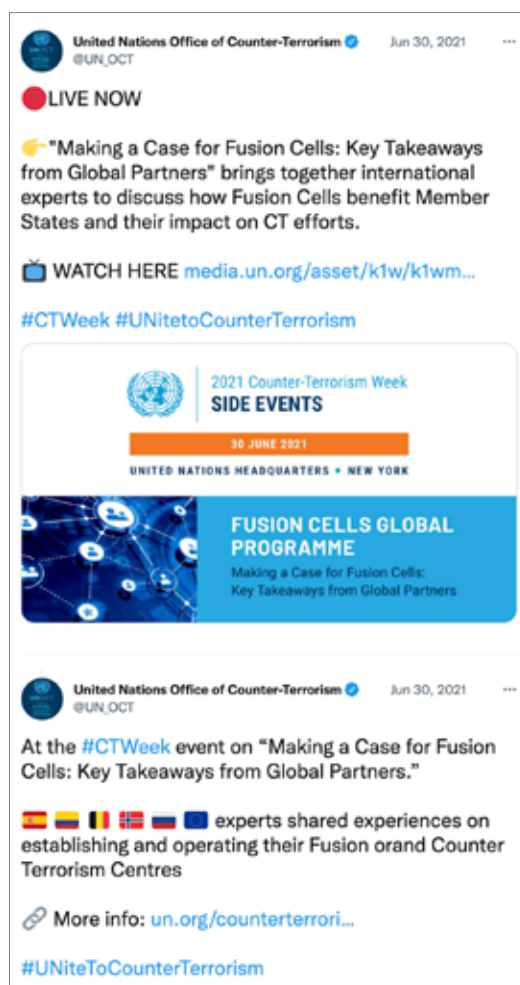 United Nations Office of Counter-Terrorism Jun 30, 2021 ...
@UN_OCT
🔴LIVE NOW
👉"Making a Case for Fusion Cells: Key Takeaways
from Global Partners" brings together international
experts to discuss how Fusion Cells benefit Member
States and their impact on CT efforts.
📺 WATCH HERE media.un.org/asset/k1w/k1wm...
#CTWeek #UNitetoCounterTerrorism
2021 Counter-Terrorism Week
SIDE EVENTS
30 JUNE 2021
UNITED NATIONS HEADQUARTERS • NEW YORK
FUSION CELLS GLOBAL
PROGRAMME
Making a Case for Fusion Cells:
Key Takeaways from Global Partners
United Nations Office of Counter-Terrorism Jun 30, 2021 ...
@UN_OCT
At the #CTWeek event on “Making a Case for Fusion
Cells: Key Takeaways from Global Partners.”
🇪🇸 🇨🇴 🇧🇪 🇳🇴 🇷🇺 🇪🇺 experts shared experiences on
establishing and operating their Fusion orand Counter
Terrorism Centres
🔗 More info: un.org/counterterrori...
#UNiteToCounterTerrorism